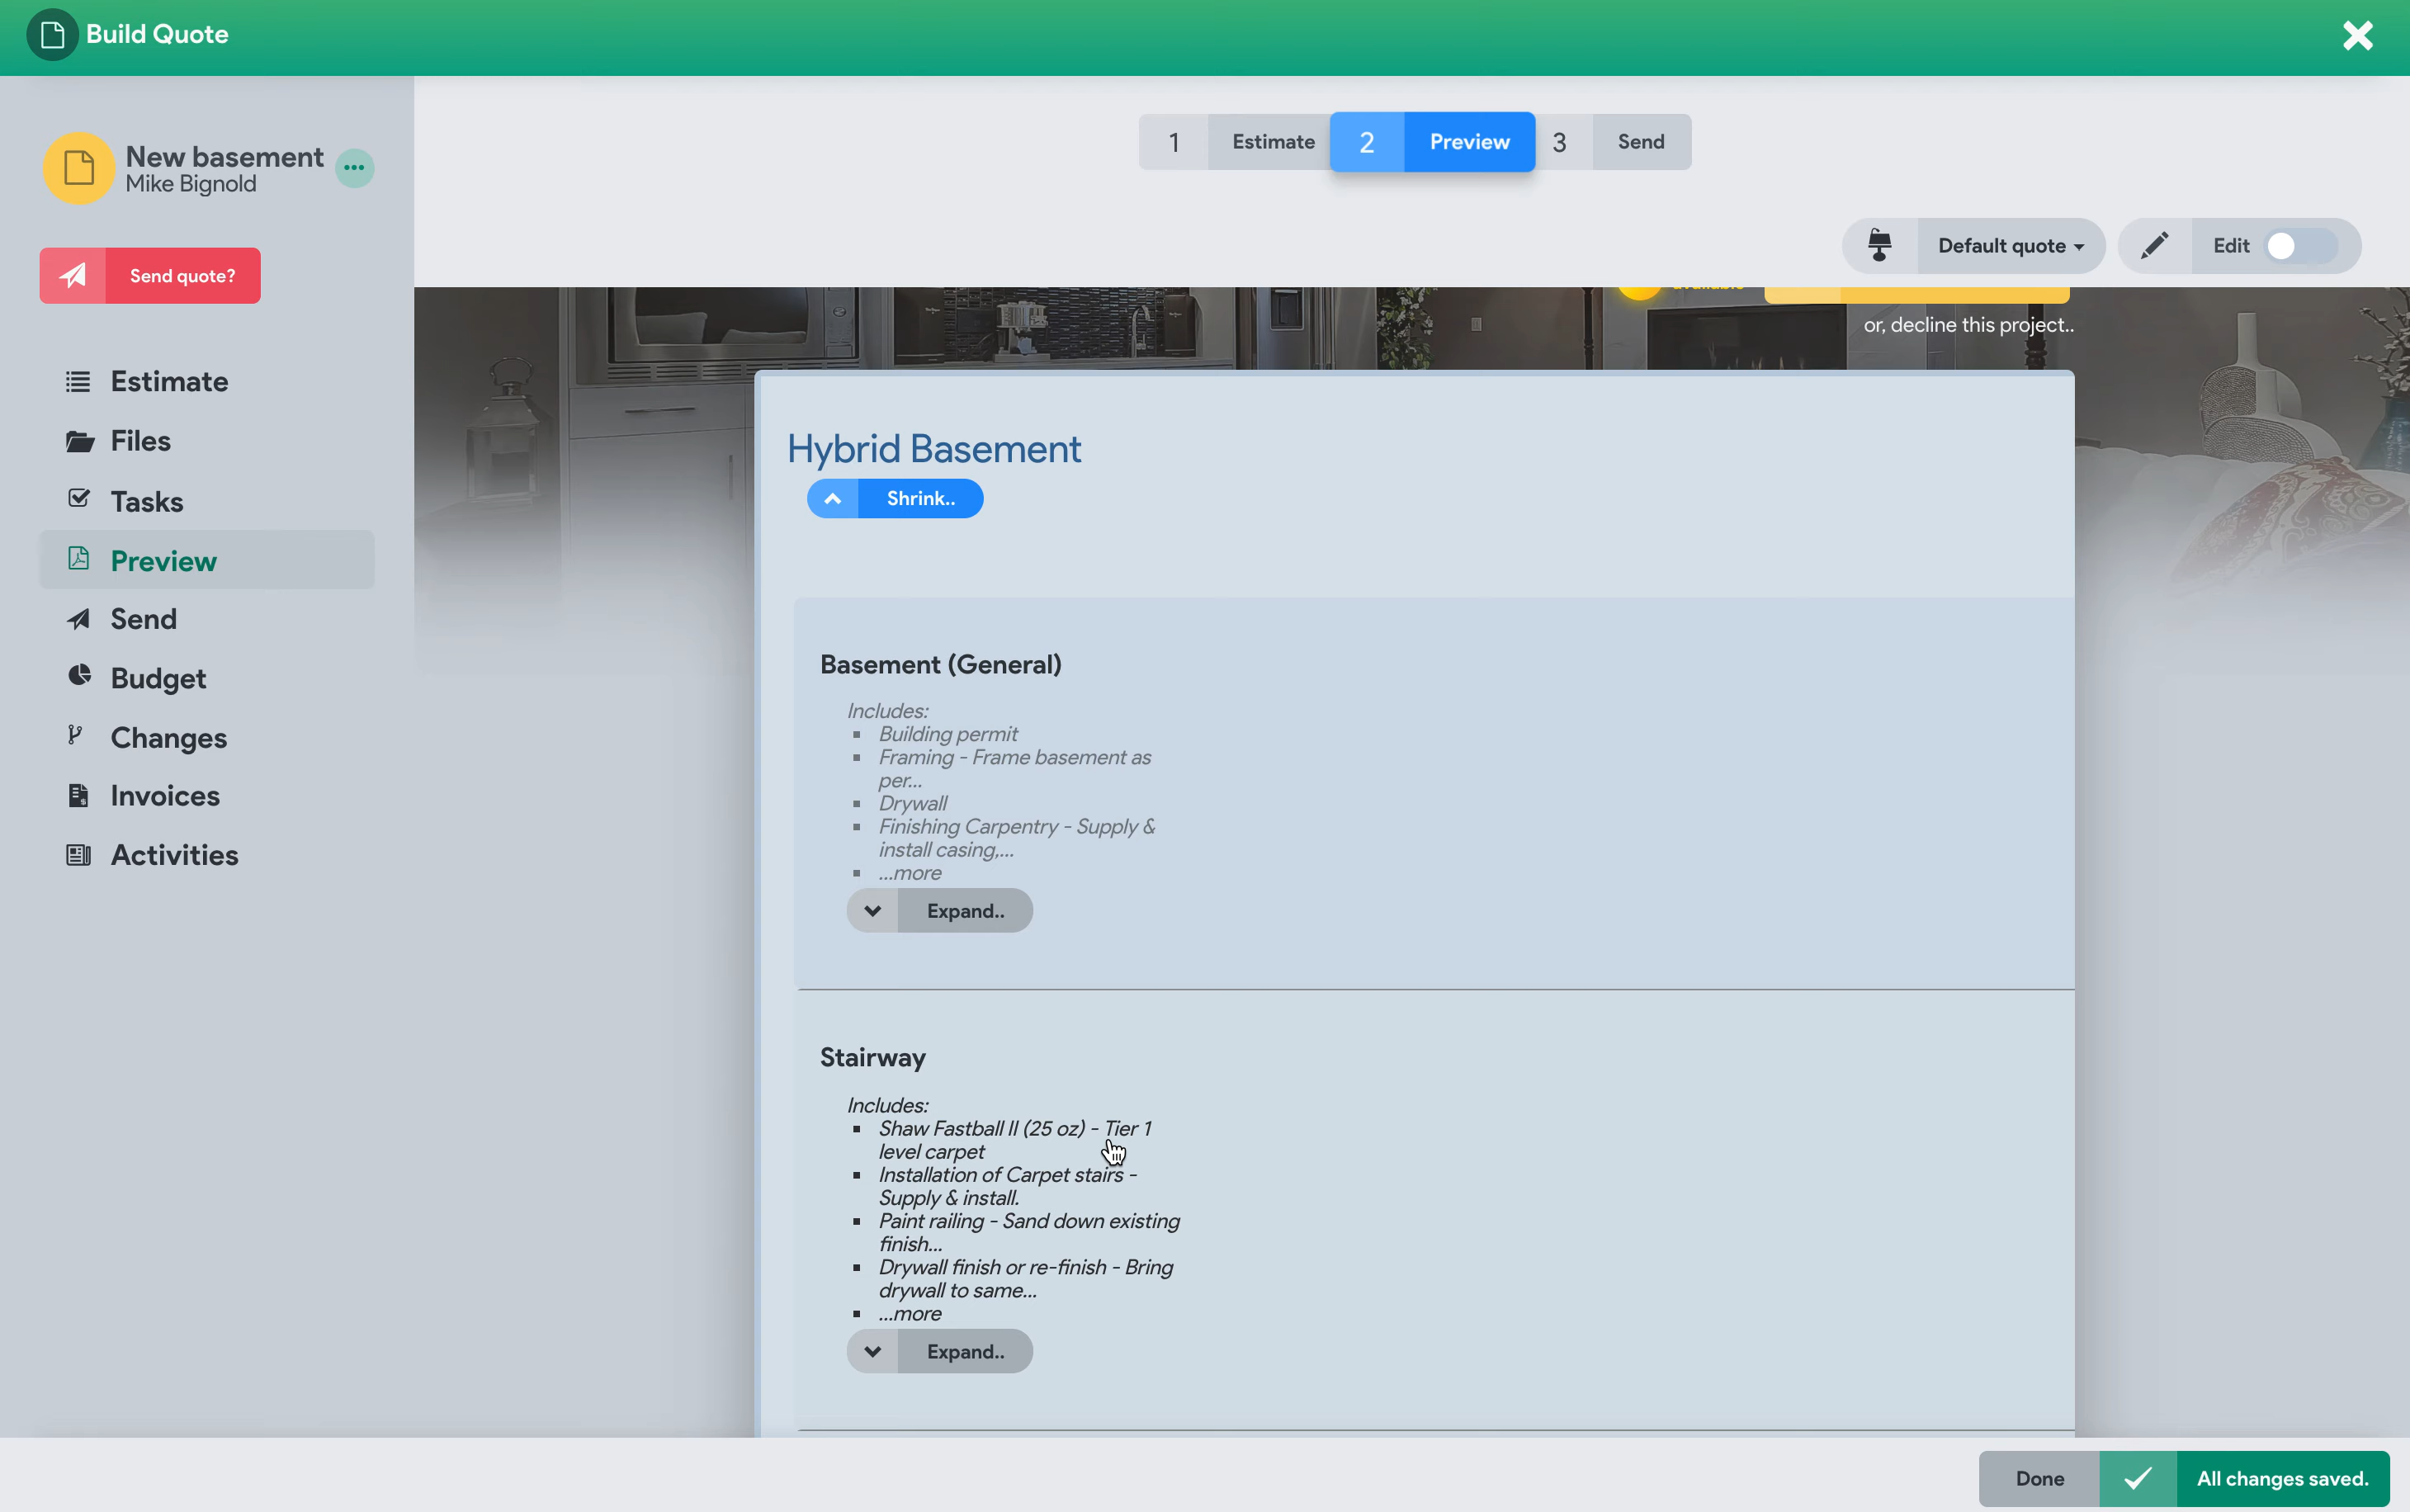 Build Quote
New basement
Mike Bignold
...
Send quote?
Estimate
Files
Tasks
Preview
Send
Budget
Changes
Invoices
Activities
1 Estimate 2 Preview 3 Send
Default quote
Edit
available
or, decline this project..
Hybrid Basement
Shrink..
Basement (General)
Includes:
▪ Building permit
▪ Framing - Frame basement as
per...
▪ Drywall
▪ Finishing Carpentry - Supply &
install casing,...
▪ ...more
Expand..
Stairway
Includes:
▪ Shaw Fastball II (25 oz) - Tier 1
level carpet
▪ Installation of Carpet stairs -
Supply & install.
▪ Paint railing - Sand down existing
finish...
▪ Drywall finish or re-finish - Bring
drywall to same...
▪ ...more
Expand..
Done
All changes saved.